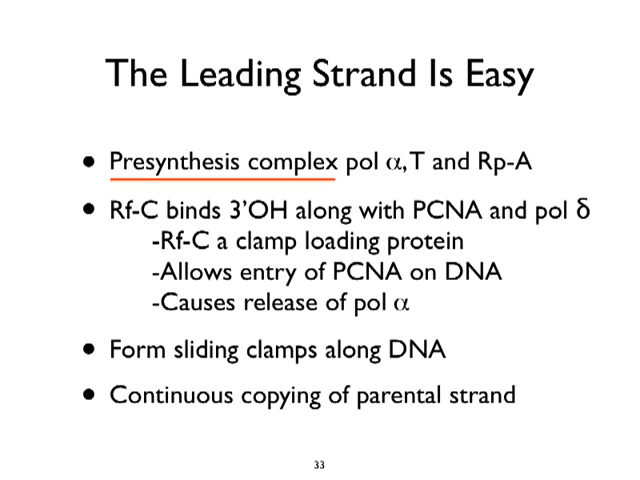 The Leading Strand Is Easy
• Presynthesis complex pol α, T and Rp-A
• Rf-C binds 3’OH along with PCNA and pol δ
-Rf-C a clamp loading protein
-Allows entry of PCNA on DNA
-Causes release of pol α
• Form sliding clamps along DNA
• Continuous copying of parental strand
33